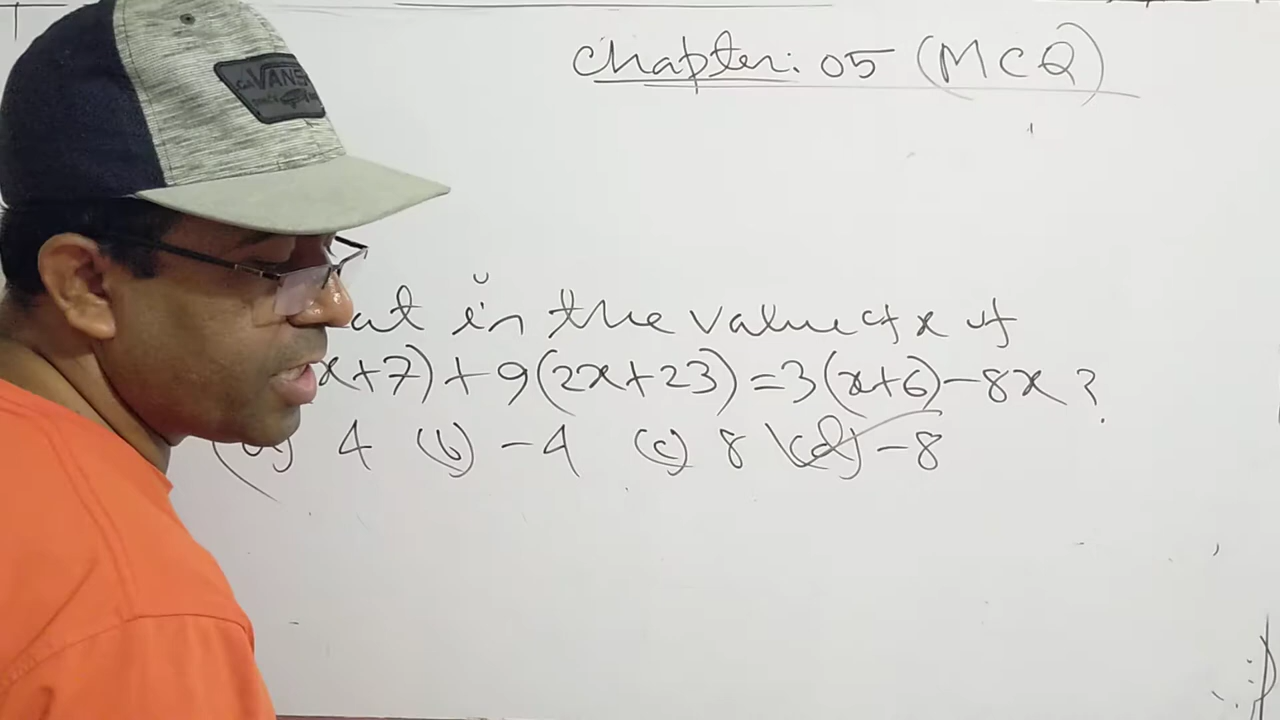 VANS
Chapter: 05 (MCQ)
in the value of x of
x+7) + 9(2x+23) = 3(x+6) - 8x ?
(a) 4 (b) -4 (c) 8 (d) -8